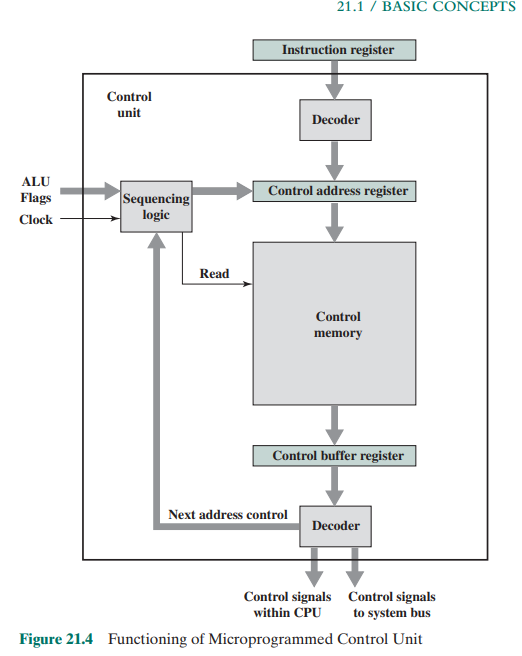 21.1 / BASIC CONCEPTS
Instruction register
Control
unit
Decoder
ALU
Flags
Clock
Sequencing
logic
Control address register
Read
Control
memory
Control buffer register
Next address control
Decoder
Control signals
within CPU
Control signals
to system bus
Figure 21.4 Functioning of Microprogrammed Control Unit